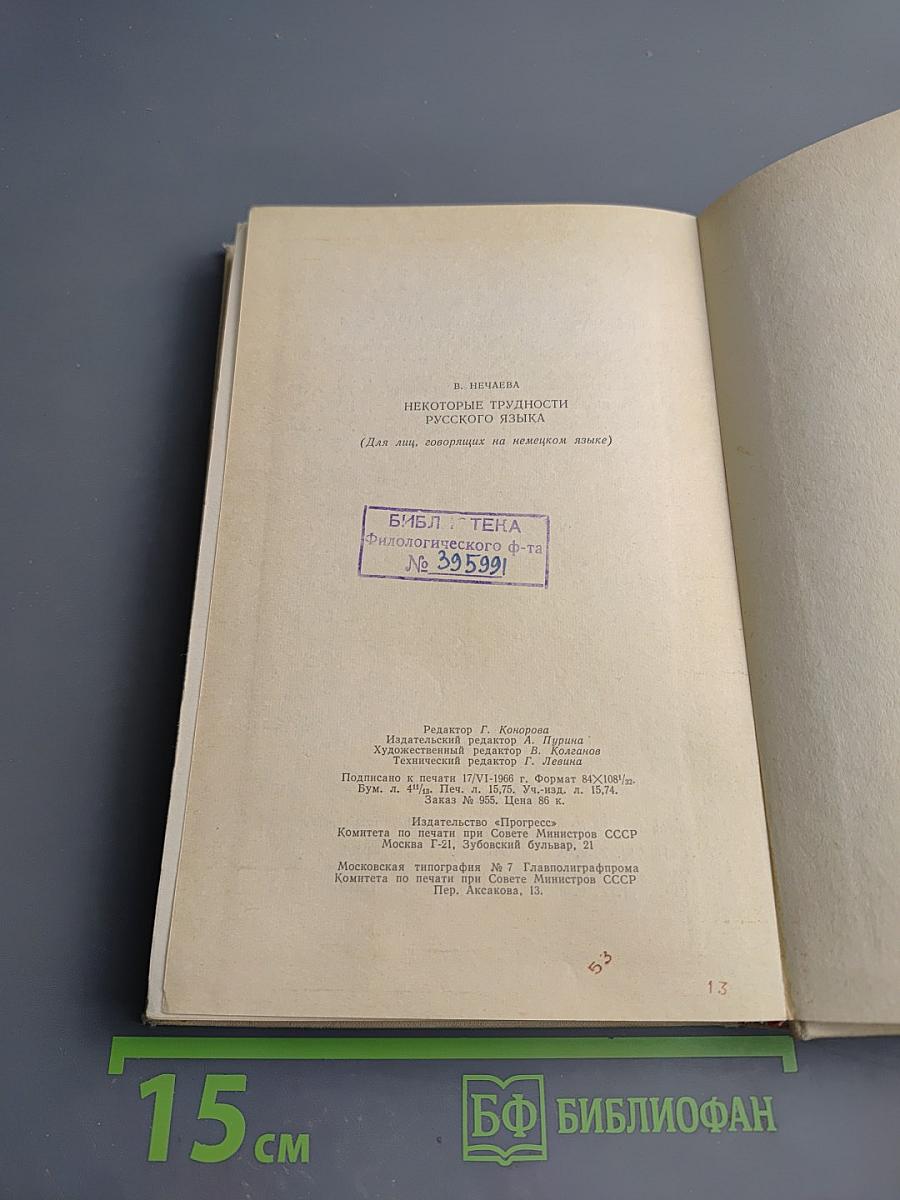 В. НЕЧАЕВА
НЕКОТОРЫЕ ТРУДНОСТИ
РУССКОГО ЯЗЫКА
(Для лиц, говорящих на немецком языке)
БИБЛ ТЕКА
Филологического ф-та
№ 395991
Редактор Г. Конорова
Издательский редактор А. Пурина
Художественный редактор В. Колганов
Технический редактор Г. Левина
Подписано к печати 17/VI-1966 г. Формат 84×108¹/₃₂.
Бум. л. 4¹¹/₁₃. Печ. л. 15,75. Уч.-изд. л. 15,74.
Заказ № 955. Цена 86 к.
Издательство «Прогресс»
Комитета по печати при Совете Министров СССР
Москва Г-21, Зубовский бульвар, 21
Московская типография № 7 Главполиграфпрома
Комитета по печати при Совете Министров СССР
Пер. Аксакова, 13.
53
13
15 см
БФ БИБЛИОФАН